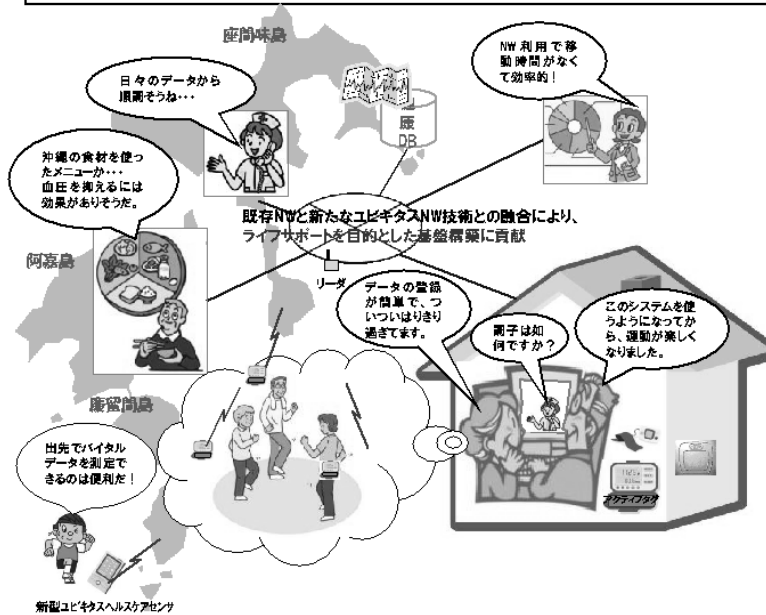 座間味島
日々のデータから
順調そうね・・・
健
康
DB
NW利用で移
動時間がなく
て効率的！
沖縄の食材を使っ
たメニューか・・・
血圧を抑えるには
効果がありそうだ。
既存NWと新たなユビキタスNW技術との融合により、
ライフサポートを目的とした基盤構築に貢献
阿嘉島
リーダ
データの登録
が簡単で、つ
いついはりきり
過ぎてます。
調子は如
何ですか？
このシステムを使
うようになってか
ら、運動が楽しく
なりました。
慶留間島
出先でバイタル
データを測定で
きるのは便利だ！
アクティブタグ
新型ユビキタスヘルスケアセンサ